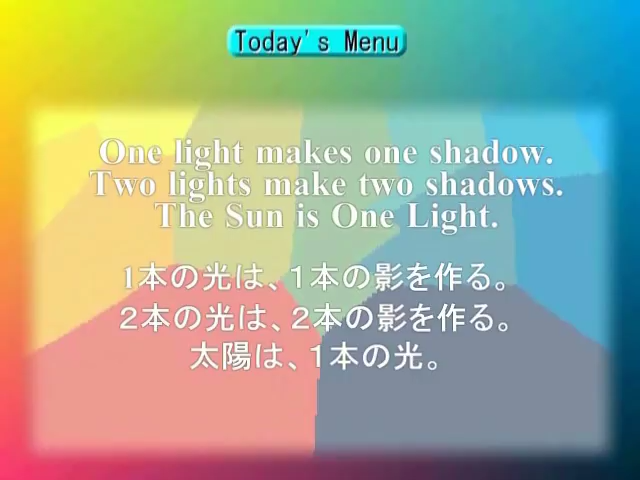 Today's Menu
One light makes one shadow.
Two lights make two shadows.
The Sun is One Light.
1本の光は、１本の影を作る。
２本の光は、２本の影を作る。
太陽は、１本の光。